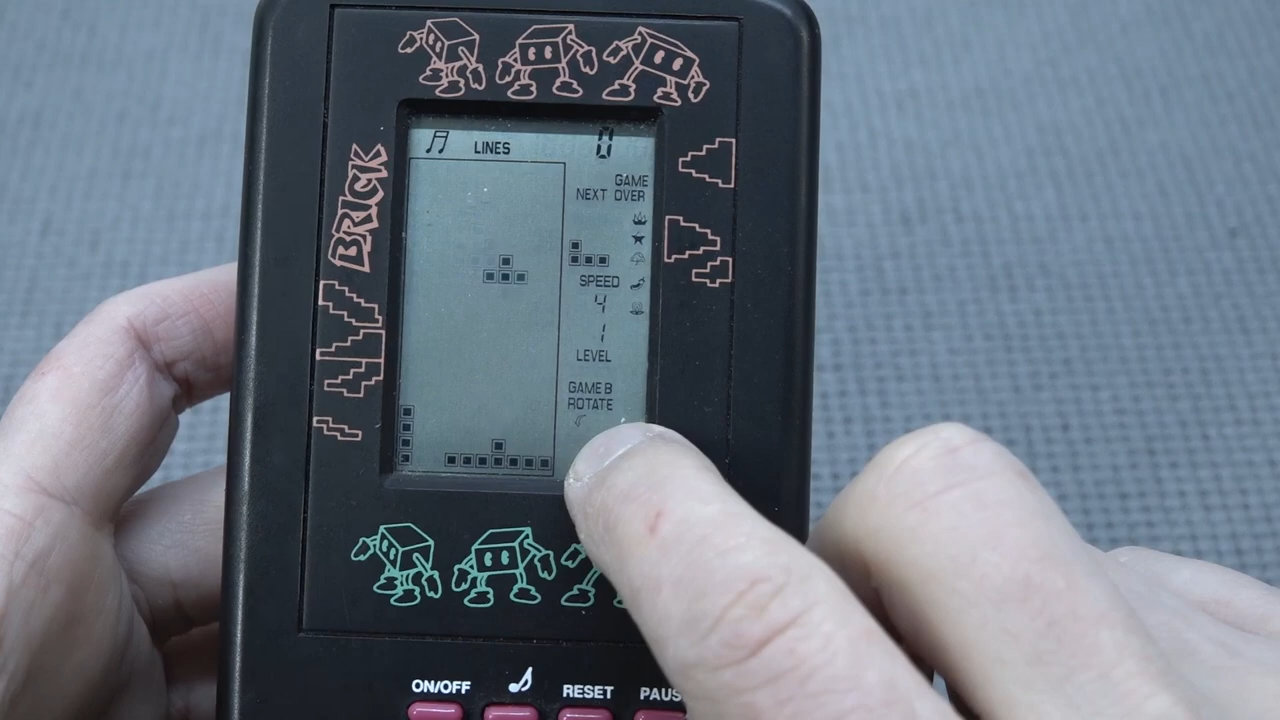 LINES 0
GAME
NEXT OVER
SPEED
4
1
LEVEL
GAME B
ROTATE
BRICK
ON/OFF
RESET
PAUS